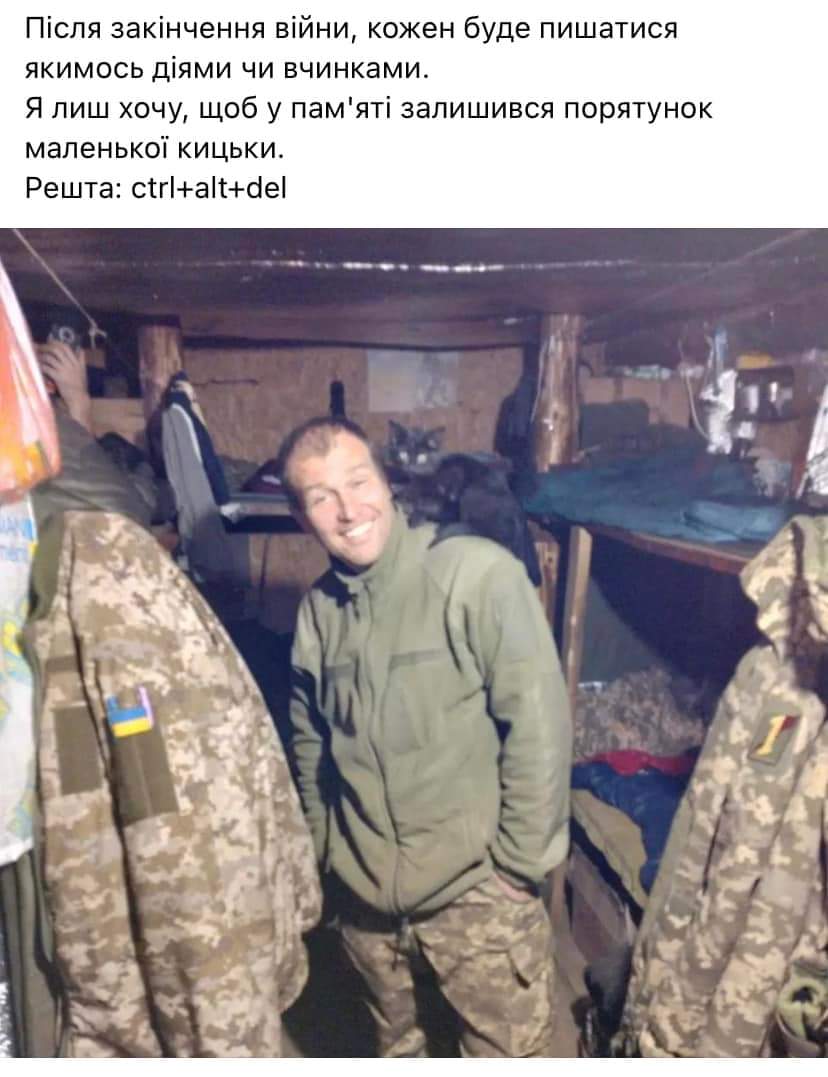 Після закінчення війни, кожен буде пишатися
якимось діями чи вчинками.
Я лиш хочу, щоб у пам'яті залишився порятунок
маленької кицьки.
Решта: ctrl+alt+del
1